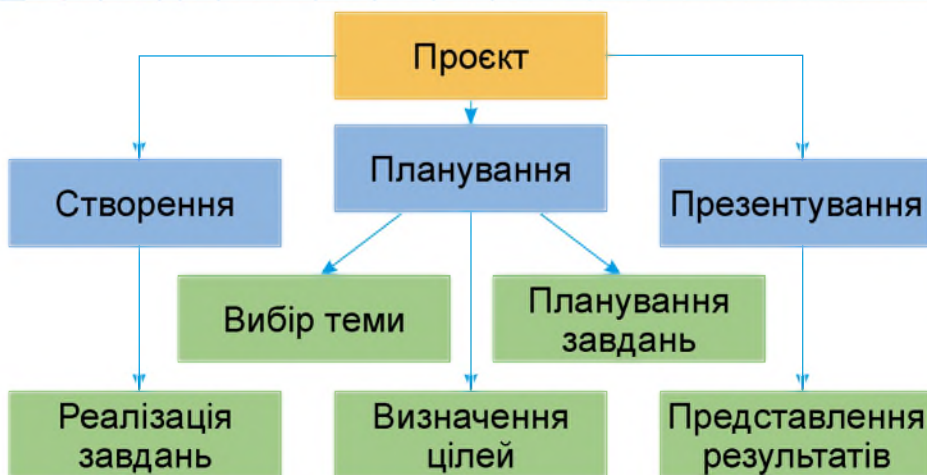 Проєкт
Планування
Створення
Презентування
Вибір теми
Планування
завдань
Реалізація
завдань
Визначення
цілей
Представлення
результатів